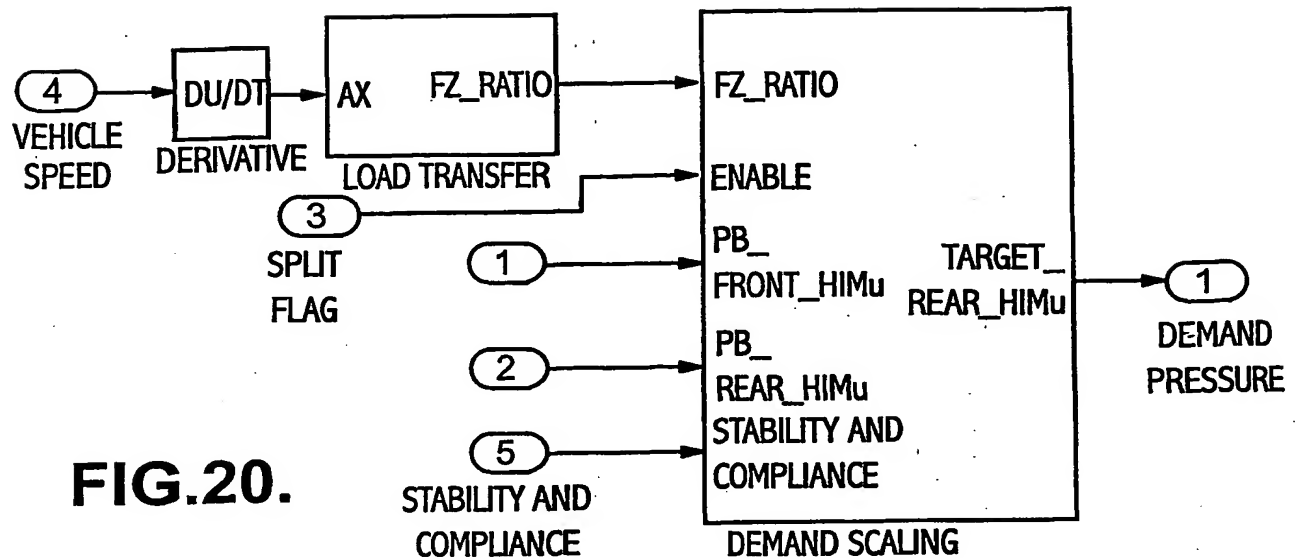 4
VEHICLE
SPEED
DU/DT
DERIVATIVE
AX FZ_RATIO
LOAD TRANSFER
3
SPLIT
FLAG
1
2
5
STABILITY AND
COMPLIANCE
FZ_RATIO
ENABLE
PB_
FRONT_HIMu
PB_
REAR_HIMu
STABILITY AND
COMPLIANCE
TARGET_
REAR_HIMu
DEMAND SCALING
1
DEMAND
PRESSURE
FIG.20.